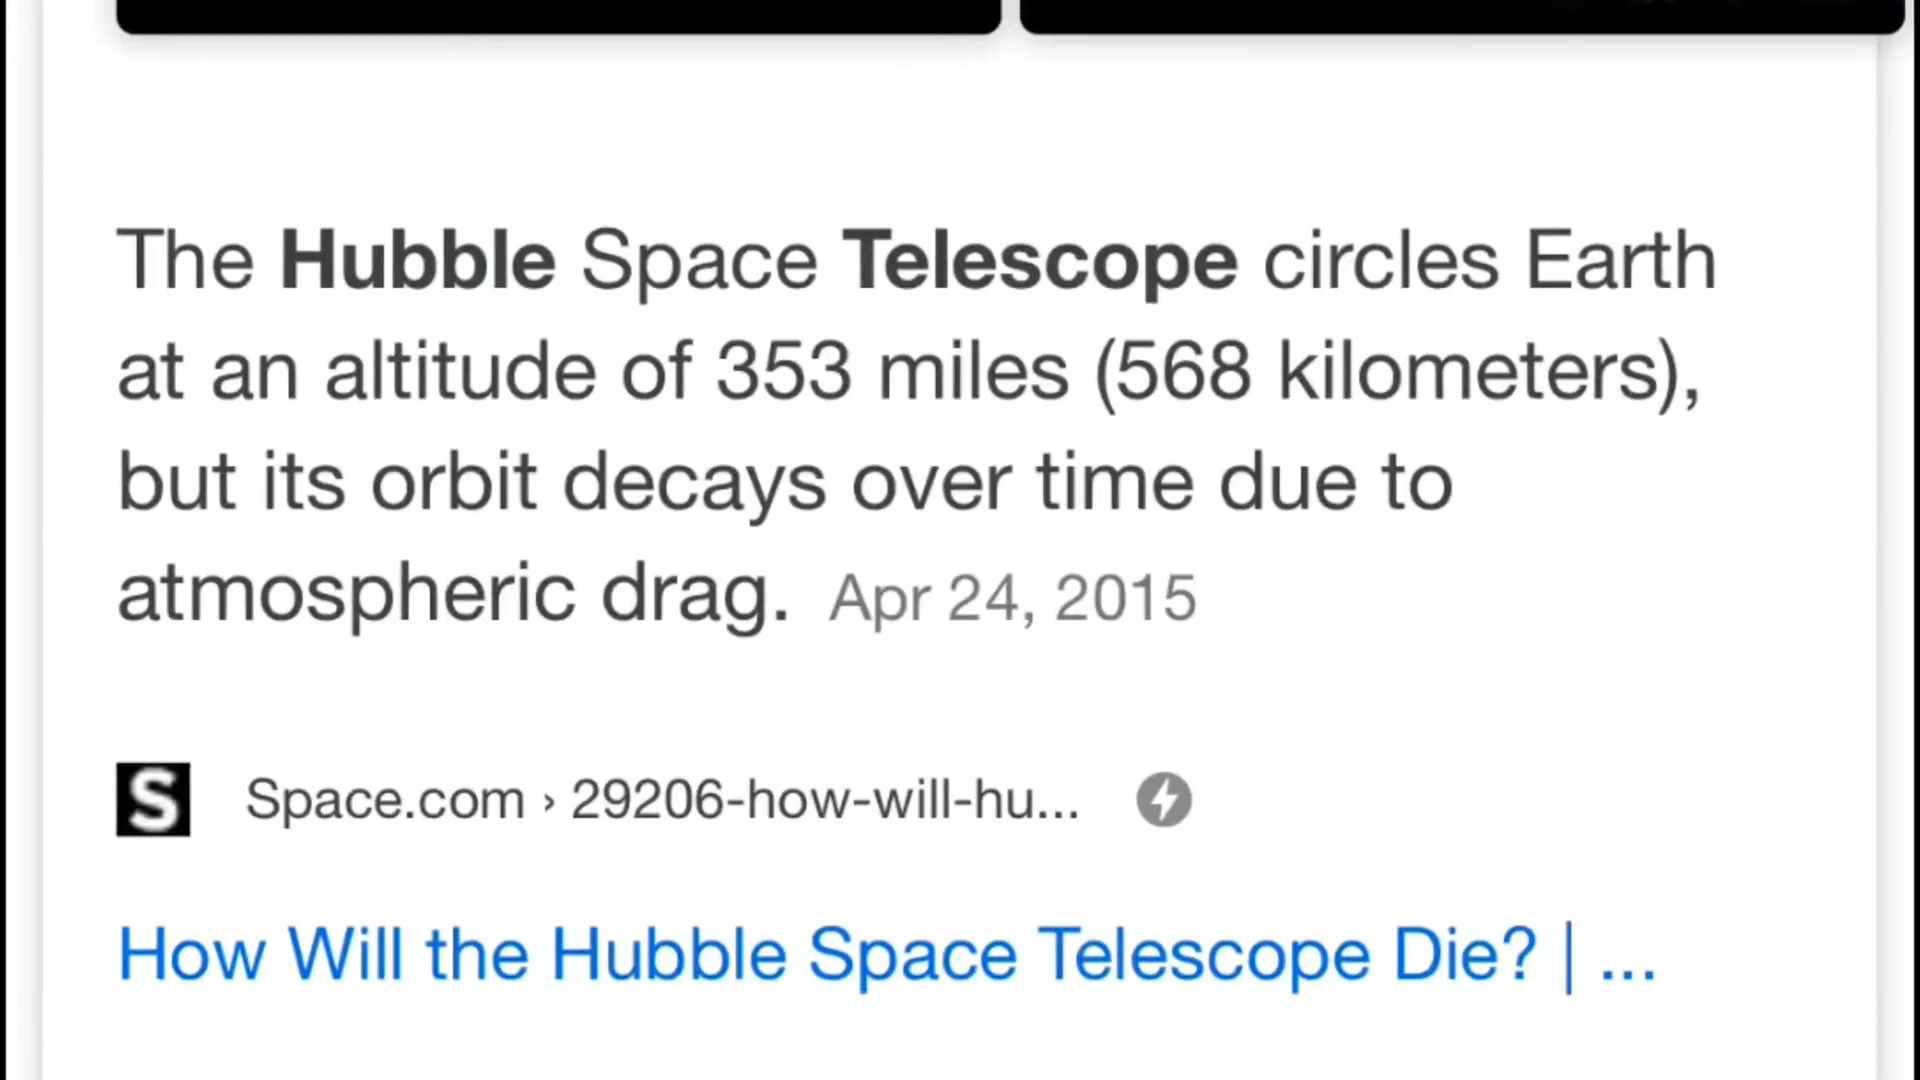 The Hubble Space Telescope circles Earth
at an altitude of 353 miles (568 kilometers),
but its orbit decays over time due to
atmospheric drag. Apr 24, 2015
S Space.com › 29206-how-will-hu...
How Will the Hubble Space Telescope Die? | ...